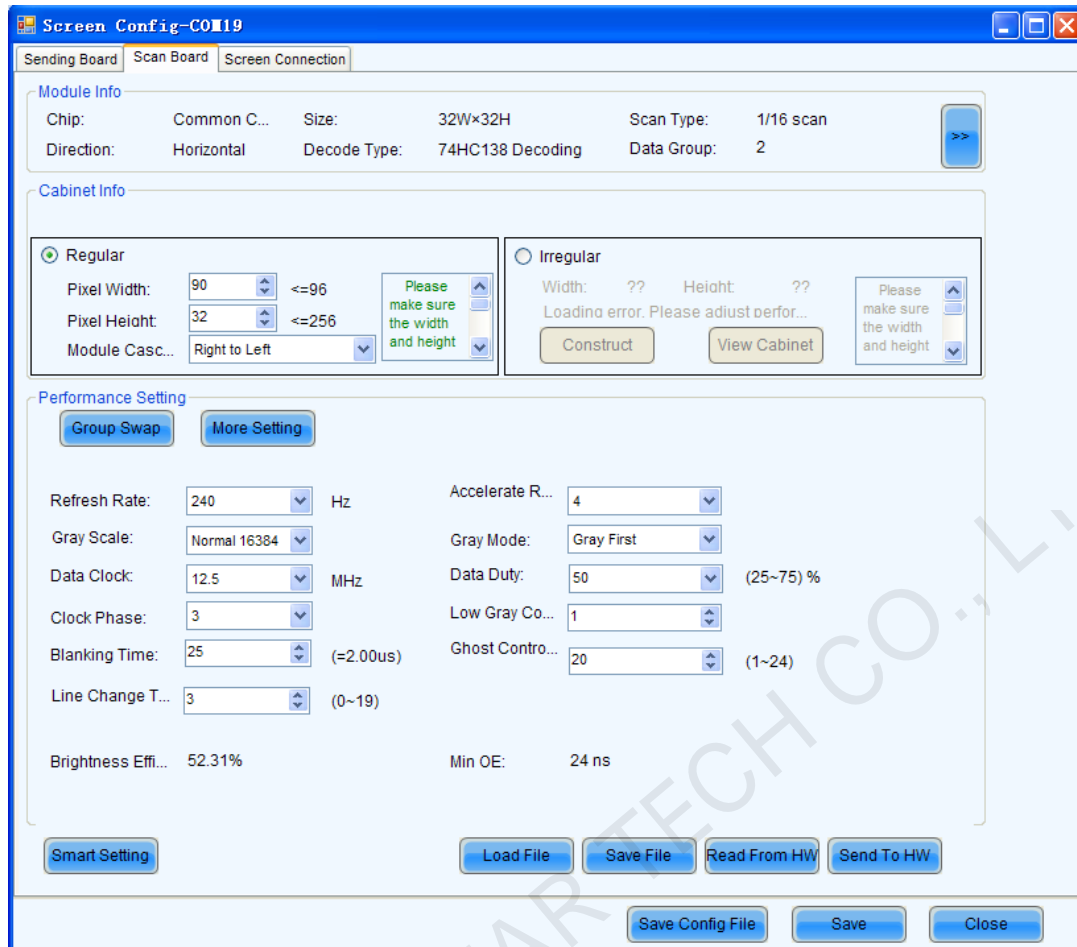 Screen Config-COM19
Sending Board Scan Board Screen Connection
Module Info
Chip: Common C... Size: 32W×32H Scan Type: 1/16 scan
>>
Direction: Horizontal Decode Type: 74HC138 Decoding Data Group: 2
Cabinet Info
Regular
Pixel Width: 90 <=96
Pixel Height: 32 <=256
Module Casc... Right to Left
Please
make sure
the width
and height
Irregular
Width: ?? Height: ??
Loading error. Please adjust perfor...
Construct View Cabinet
Please
make sure
the width
and height
Performance Setting
Group Swap More Setting
Refresh Rate: 240 Hz Accelerate R... 4
Gray Scale: Normal 16384 Gray Mode: Gray First
Data Clock: 12.5 MHz Data Duty: 50 (25~75) %
Clock Phase: 3 Low Gray Co... 1
Blanking Time: 25 (=2.00us) Ghost Contro... 20 (1~24)
Line Change T... 3 (0~19)
Brightness Effi... 52.31% Min OE: 24 ns
Smart Setting Load File Save File Read From HW Send To HW
Save Config File Save Close
TECH CO.,